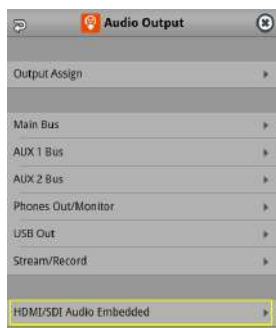 Audio Output
Output Assign
Main Bus
AUX 1 Bus
AUX 2 Bus
Phones Out/Monitor
USB Out
Stream/Record
HDMI/SDI Audio Embedded